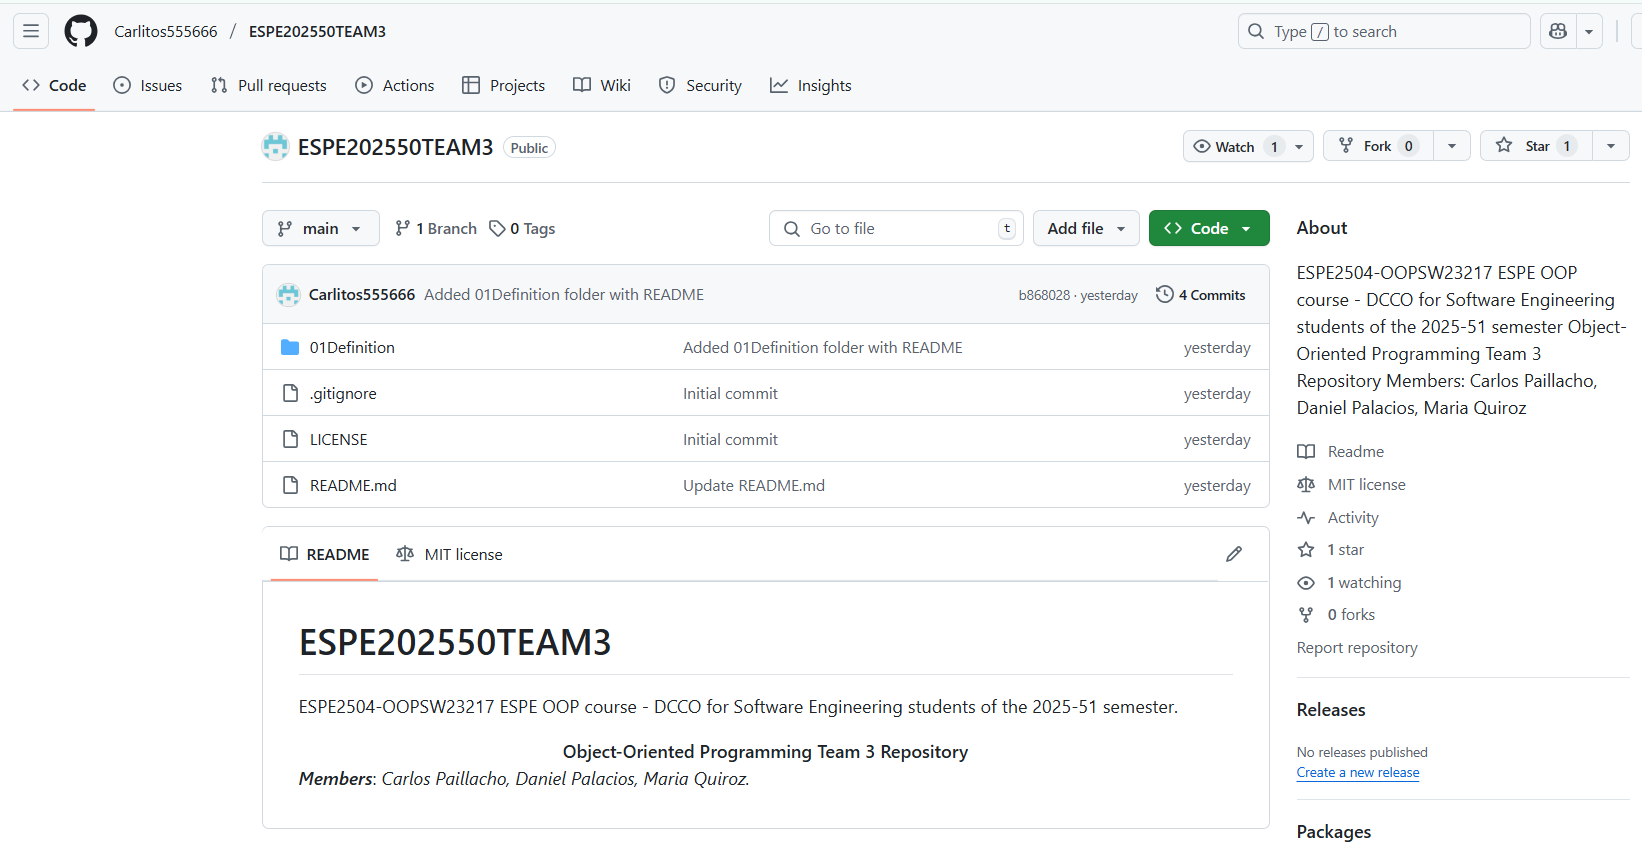 Carlitos555666 / ESPE202550TEAM3
Type / to search
Code Issues Pull requests Actions Projects Wiki Security Insights
ESPE202550TEAM3 Public
Watch 1 Fork 0 Star 1
main 1 Branch 0 Tags Go to file t Add file Code
Carlitos555666 Added 01Definition folder with README b868028 · yesterday 4 Commits
01Definition Added 01Definition folder with README yesterday
.gitignore Initial commit yesterday
LICENSE Initial commit yesterday
README.md Update README.md yesterday
README MIT license
ESPE202550TEAM3
ESPE2504-OOPSW23217 ESPE OOP course - DCCO for Software Engineering students of the 2025-51 semester.
Object-Oriented Programming Team 3 Repository
Members: Carlos Paillacho, Daniel Palacios, Maria Quiroz.
About
ESPE2504-OOPSW23217 ESPE OOP
course - DCCO for Software Engineering
students of the 2025-51 semester Object-
Oriented Programming Team 3
Repository Members: Carlos Paillacho,
Daniel Palacios, Maria Quiroz
Readme
MIT license
Activity
1 star
1 watching
0 forks
Report repository
Releases
No releases published
Create a new release
Packages